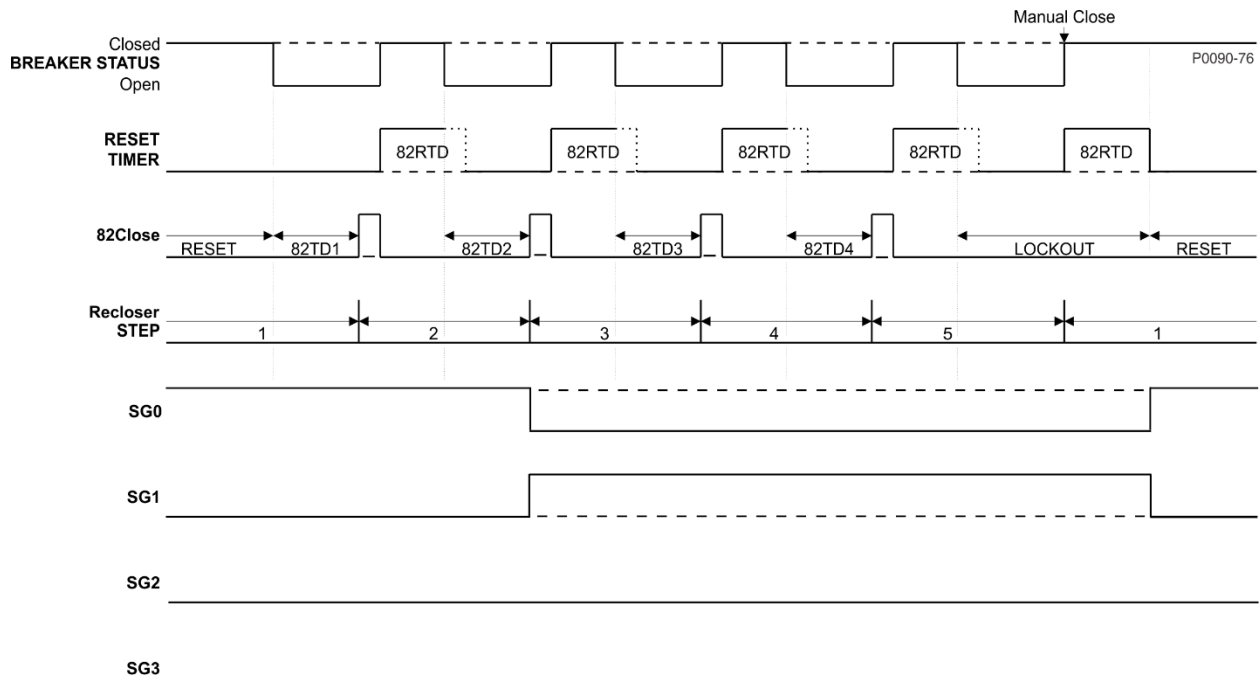 Manual Close
Closed
BREAKER STATUS
Open
P0090-76
RESET
TIMER
82RTD 82RTD 82RTD 82RTD 82RTD
82Close
RESET 82TD1 82TD2 82TD3 82TD4 LOCKOUT RESET
Recloser
STEP
1 2 3 4 5 1
SG0
SG1
SG2
SG3